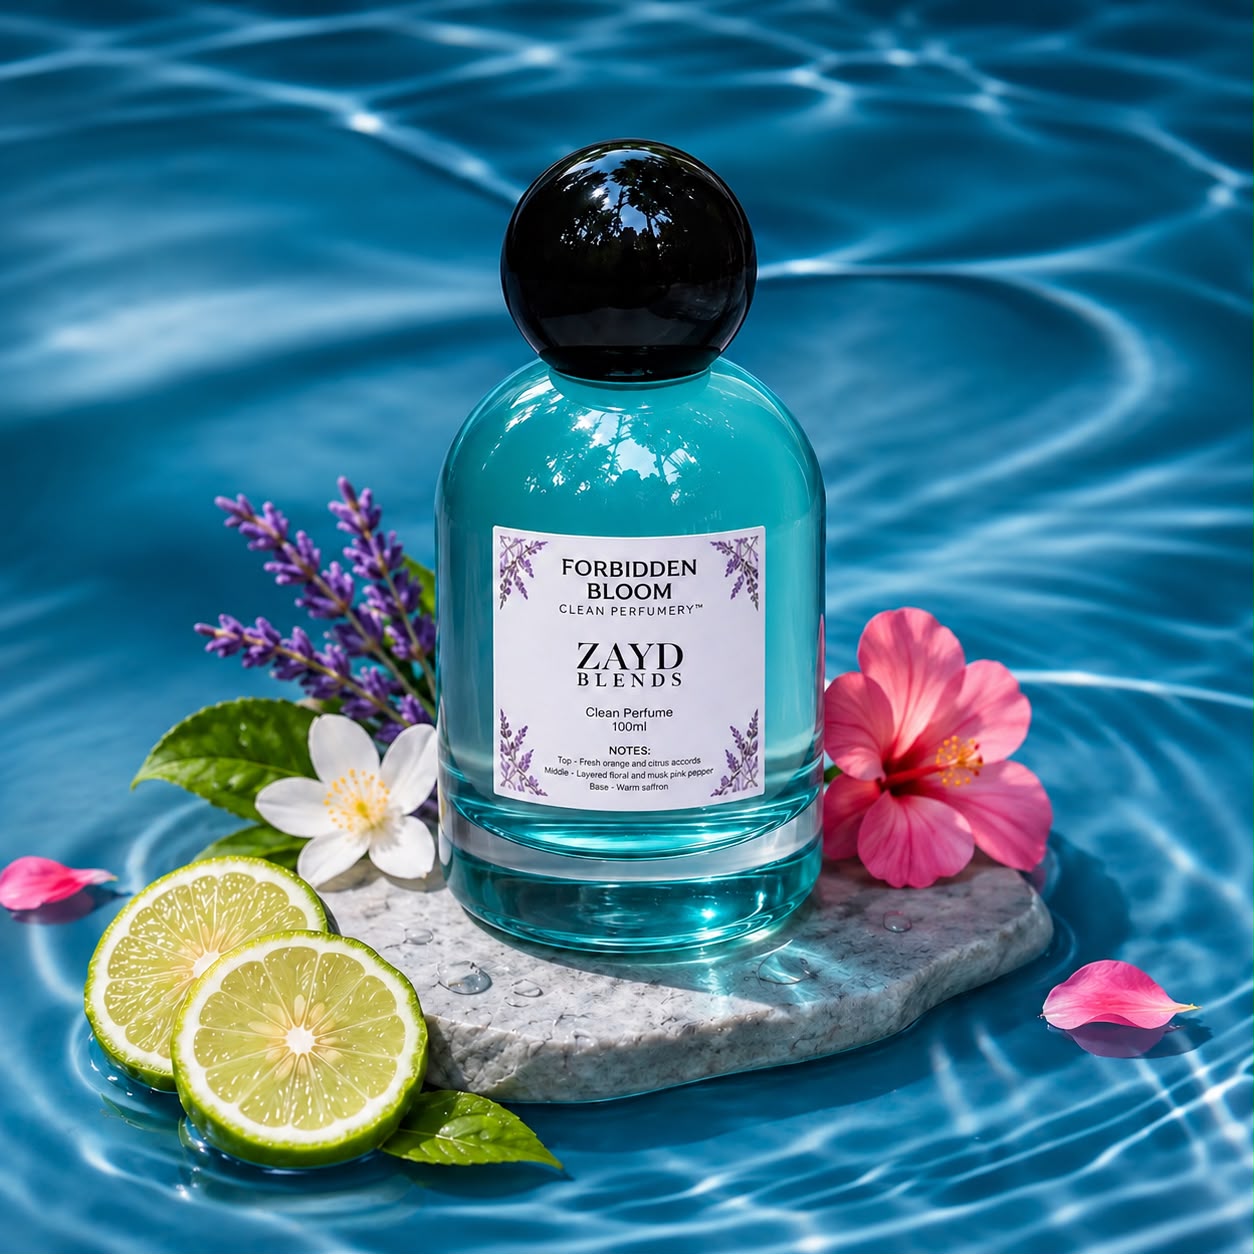 FORBIDDEN
BLOOM
CLEAN PERFUMERY™
ZAYD
BLENDS
Clean Perfume
100ml
NOTES:
Top - Fresh orange and citrus accords
Middle - Layered floral and musk pink pepper
Base - Warm saffron